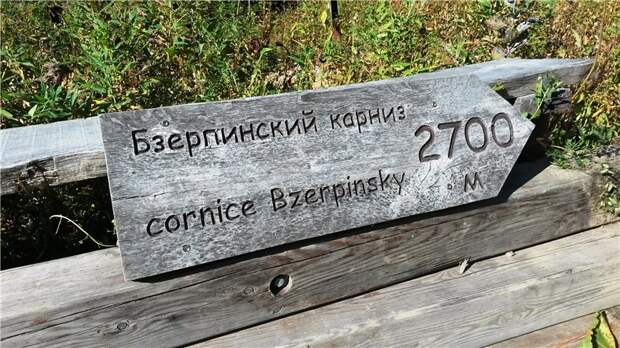 Бзерпинский карниз
2700
cornice Bzerpinsky
м